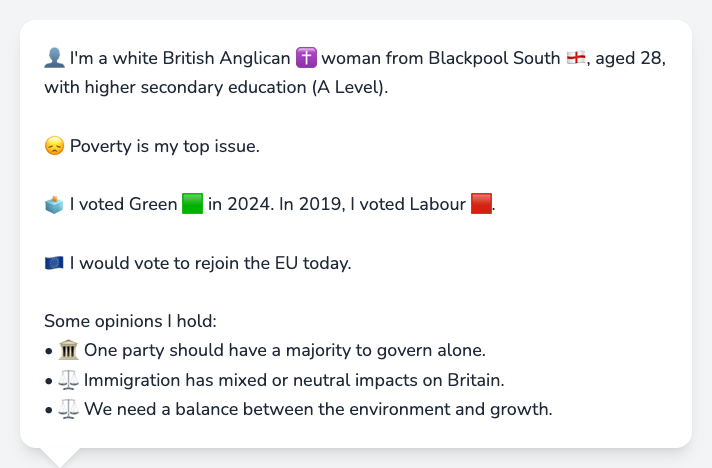 👤 I'm a white British Anglican ✝️ woman from Blackpool South 🏴󠁧󠁢󠁥󠁮󠁧󠁿, aged 28,
with higher secondary education (A Level).
😞 Poverty is my top issue.
🗳️ I voted Green 🟩 in 2024. In 2019, I voted Labour 🟥.
🇪🇺 I would vote to rejoin the EU today.
Some opinions I hold:
• 🏛️ One party should have a majority to govern alone.
• ⚖️ Immigration has mixed or neutral impacts on Britain.
• ⚖️ We need a balance between the environment and growth.